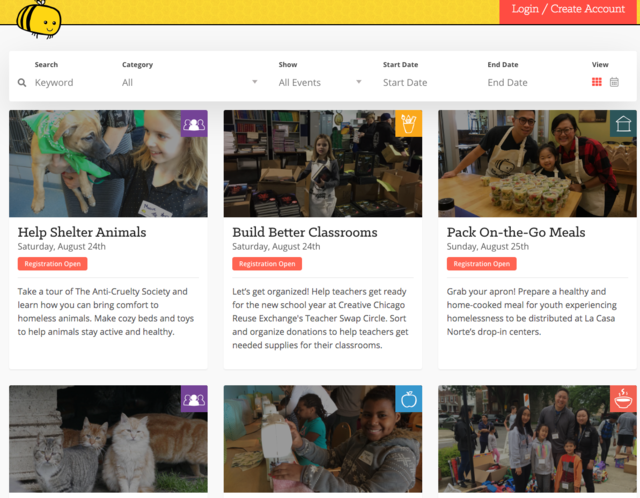 Login / Create Account
Search
Category
Show
Start Date
End Date
View
Keyword
All
All Events
Start Date
End Date
Help Shelter Animals
Saturday, August 24th
Registration Open
Take a tour of The Anti-Cruelty Society and
learn how you can bring comfort to
homeless animals. Make cozy beds and toys
to help animals stay active and healthy.
Build Better Classrooms
Saturday, August 24th
Registration Open
Let's get organized! Help teachers get ready
for the new school year at Creative Chicago
Reuse Exchange's Teacher Swap Circle. Sort
and organize donations to help teachers get
needed supplies for their classrooms.
Pack On-the-Go Meals
Sunday, August 25th
Registration Open
Grab your apron! Prepare a healthy and
home-cooked meal for youth experiencing
homelessness to be distributed at La Casa
Norte's drop-in centers.